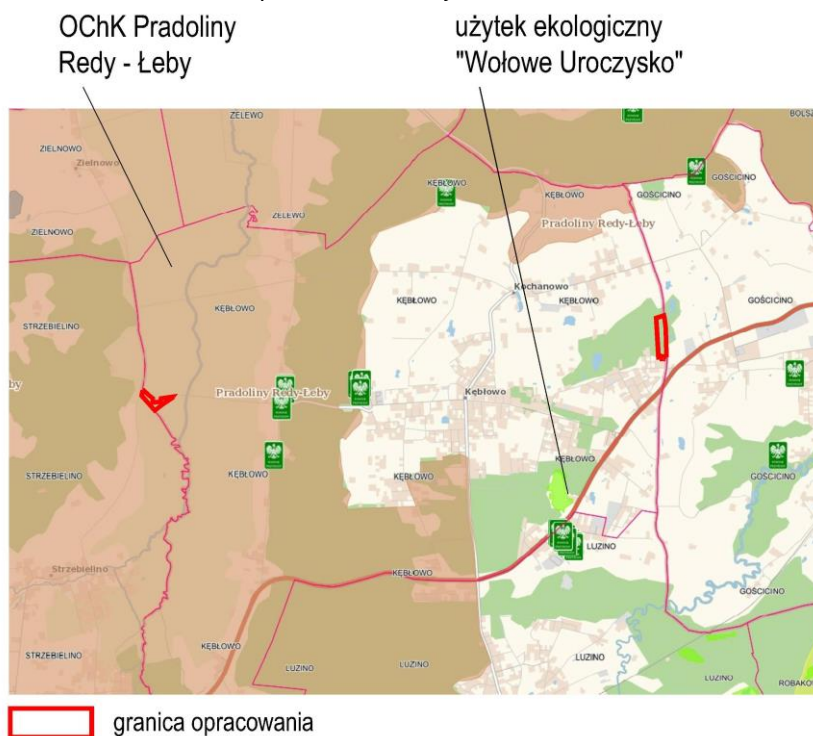 OChK Pradoliny
Redy - Łeby
użytek ekologiczny
"Wołowe Uroczysko"
ZIELNOWO
Zielnowo
ZELEWO
BOLSZ
KĘBŁOWO
KĘBŁOWO
GOŚCICINO
GOŚCICINO
ZIELNOWO
ZELEWO
Pradoliny Redy-Łeby
Kochanowo
KĘBŁOWO
KĘBŁOWO
KĘBŁOWO
GOŚCICINO
STRZEBIELINO
by
Pradoliny Redy-Łeby
Kębłowo
STRZEBIELINO
KĘBŁOWO
KĘBŁOWO
KĘBŁOWO
GOŚCICINO
LUZINO
Strzebielino
KĘBŁOWO
GOŚCICINO
STRZEBIELINO
KĘBŁOWO
LUZINO
LUZINO
LUZINO
LUZINO
ROBAKO
granica opracowania